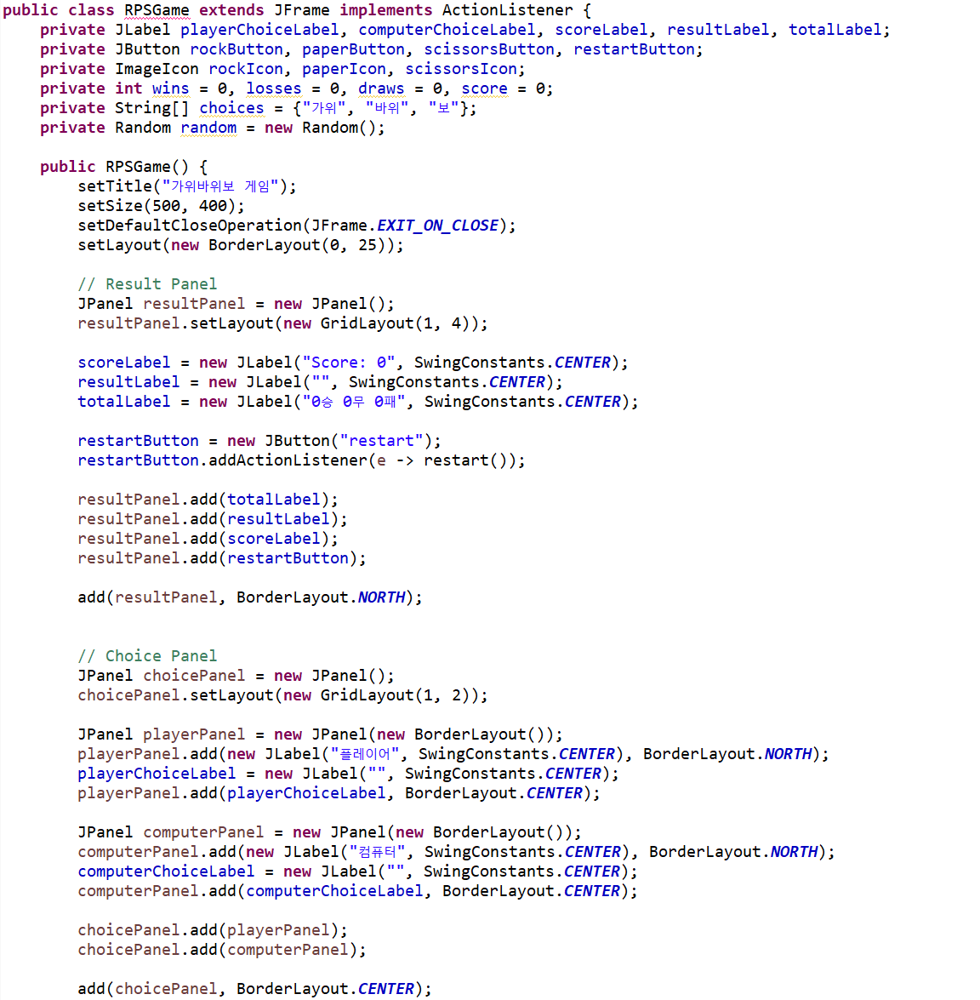 public class RPSGame extends JFrame implements ActionListener {
    private JLabel playerChoiceLabel, computerChoiceLabel, scoreLabel, resultLabel, totalLabel;
    private JButton rockButton, paperButton, scissorsButton, restartButton;
    private ImageIcon rockIcon, paperIcon, scissorsIcon;
    private int wins = 0, losses = 0, draws = 0, score = 0;
    private String[] choices = {"가위", "바위", "보"};
    private Random random = new Random();

    public RPSGame() {
        setTitle("가위바위보 게임");
        setSize(500, 400);
        setDefaultCloseOperation(JFrame.EXIT_ON_CLOSE);
        setLayout(new BorderLayout(0, 25));

        // Result Panel
        JPanel resultPanel = new JPanel();
        resultPanel.setLayout(new GridLayout(1, 4));

        scoreLabel = new JLabel("Score: 0", SwingConstants.CENTER);
        resultLabel = new JLabel("", SwingConstants.CENTER);
        totalLabel = new JLabel("0승 0무 0패", SwingConstants.CENTER);

        restartButton = new JButton("restart");
        restartButton.addActionListener(e -> restart());

        resultPanel.add(totalLabel);
        resultPanel.add(resultLabel);
        resultPanel.add(scoreLabel);
        resultPanel.add(restartButton);

        add(resultPanel, BorderLayout.NORTH);


        // Choice Panel
        JPanel choicePanel = new JPanel();
        choicePanel.setLayout(new GridLayout(1, 2));

        JPanel playerPanel = new JPanel(new BorderLayout());
        playerPanel.add(new JLabel("플레이어", SwingConstants.CENTER), BorderLayout.NORTH);
        playerChoiceLabel = new JLabel("", SwingConstants.CENTER);
        playerPanel.add(playerChoiceLabel, BorderLayout.CENTER);

        JPanel computerPanel = new JPanel(new BorderLayout());
        computerPanel.add(new JLabel("컴퓨터", SwingConstants.CENTER), BorderLayout.NORTH);
        computerChoiceLabel = new JLabel("", SwingConstants.CENTER);
        computerPanel.add(computerChoiceLabel, BorderLayout.CENTER);

        choicePanel.add(playerPanel);
        choicePanel.add(computerPanel);

        add(choicePanel, BorderLayout.CENTER);